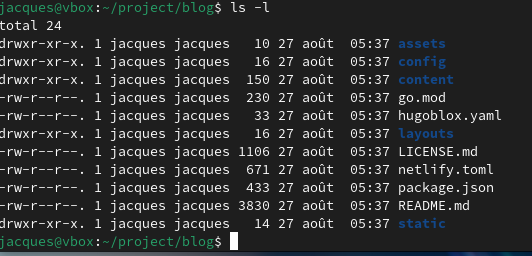 jacques@vbox:~/project/blog$ ls -l
total 24
drwxr-xr-x. 1 jacques jacques   10 27 août  05:37 assets
drwxr-xr-x. 1 jacques jacques   16 27 août  05:37 config
drwxr-xr-x. 1 jacques jacques  150 27 août  05:37 content
-rw-r--r--. 1 jacques jacques  230 27 août  05:37 go.mod
-rw-r--r--. 1 jacques jacques   33 27 août  05:37 hugoblox.yaml
drwxr-xr-x. 1 jacques jacques   16 27 août  05:37 layouts
-rw-r--r--. 1 jacques jacques 1106 27 août  05:37 LICENSE.md
-rw-r--r--. 1 jacques jacques  671 27 août  05:37 netlify.toml
-rw-r--r--. 1 jacques jacques  433 27 août  05:37 package.json
-rw-r--r--. 1 jacques jacques 3830 27 août  05:37 README.md
drwxr-xr-x. 1 jacques jacques   14 27 août  05:37 static
jacques@vbox:~/project/blog$